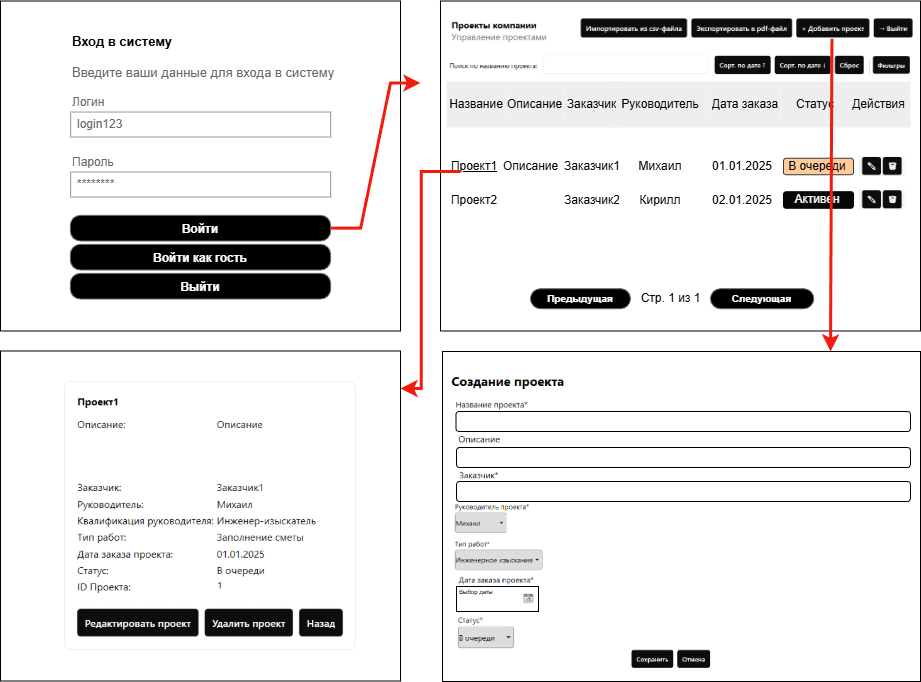 Вход в систему
Введите ваши данные для входа в систему
Логин
login123
Пароль
********
Войти
Войти как гость
Выйти
Проекты компании
Управление проектами
Импортировать из csv-файла Экспортировать в pdf-файл + Добавить проект → Выйти
Поиск по названию проекта: Сорт. по дате ↑ Сорт. по дате ↓ Сброс Фильтры
Название Описание Заказчик Руководитель Дата заказа Статус Действия
Проект1 Описание Заказчик1 Михаил 01.01.2025 В очереди
Проект2 Заказчик2 Кирилл 02.01.2025 Активен
Предыдущая Стр. 1 из 1 Следующая
Проект1
Описание: Описание
Заказчик: Заказчик1
Руководитель: Михаил
Квалификация руководителя: Инженер-изыскатель
Тип работ: Заполнение сметы
Дата заказа проекта: 01.01.2025
Статус: В очереди
ID Проекта: 1
Редактировать проект Удалить проект Назад
Создание проекта
Название проекта*
Описание
Заказчик*
Руководитель проекта*
Михаил
Тип работ*
Инженерное изыскание
Дата заказа проекта*
Выбор даты
Статус*
В очереди
Сохранить Отмена